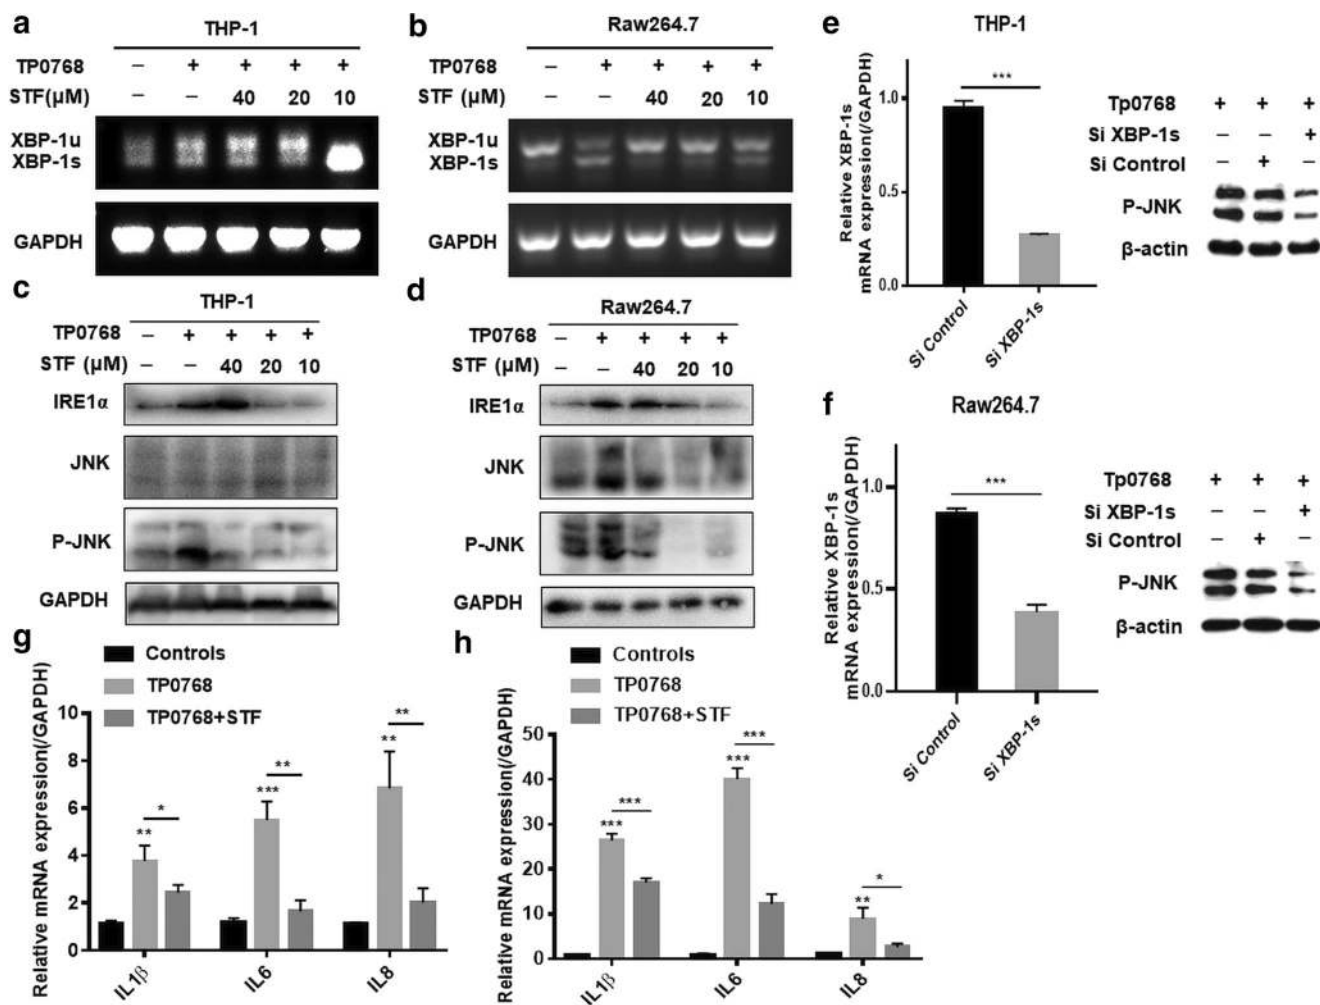 a
THP-1
TP0768 – + + + +
STF(μM) – – 40 20 10
XBP-1u
XBP-1s
GAPDH
b
Raw264.7
TP0768 – + + + +
STF (μM) – – 40 20 10
XBP-1u
XBP-1s
GAPDH
c
THP-1
TP0768 – + + + +
STF (μM) – – 40 20 10
IRE1α
JNK
P-JNK
GAPDH
d
Raw264.7
TP0768 – + + + +
STF (μM) – – 40 20 10
IRE1α
JNK
P-JNK
GAPDH
e
THP-1
Relative XBP-1s
mRNA expression(/GAPDH)
1.0
0.5
0.0
***
Si Control
Si XBP-1s
Tp0768 + + +
Si XBP-1s – – +
Si Control – + –
P-JNK
β-actin
f
Raw264.7
Relative XBP-1s
mRNA expression(/GAPDH)
1.0
0.5
0.0
***
Si Control
Si XBP-1s
Tp0768 + + +
Si XBP-1s – – +
Si Control – + –
P-JNK
β-actin
g
Controls
TP0768
TP0768+STF
Relative mRNA expression(/GAPDH)
10
8
6
4
2
0
** *
*** **
** **
IL1β
IL6
IL8
h
Controls
TP0768
TP0768+STF
Relative mRNA expression(/GAPDH)
50
40
30
20
10
0
*** ***
*** ***
** *
IL1β
IL6
IL8